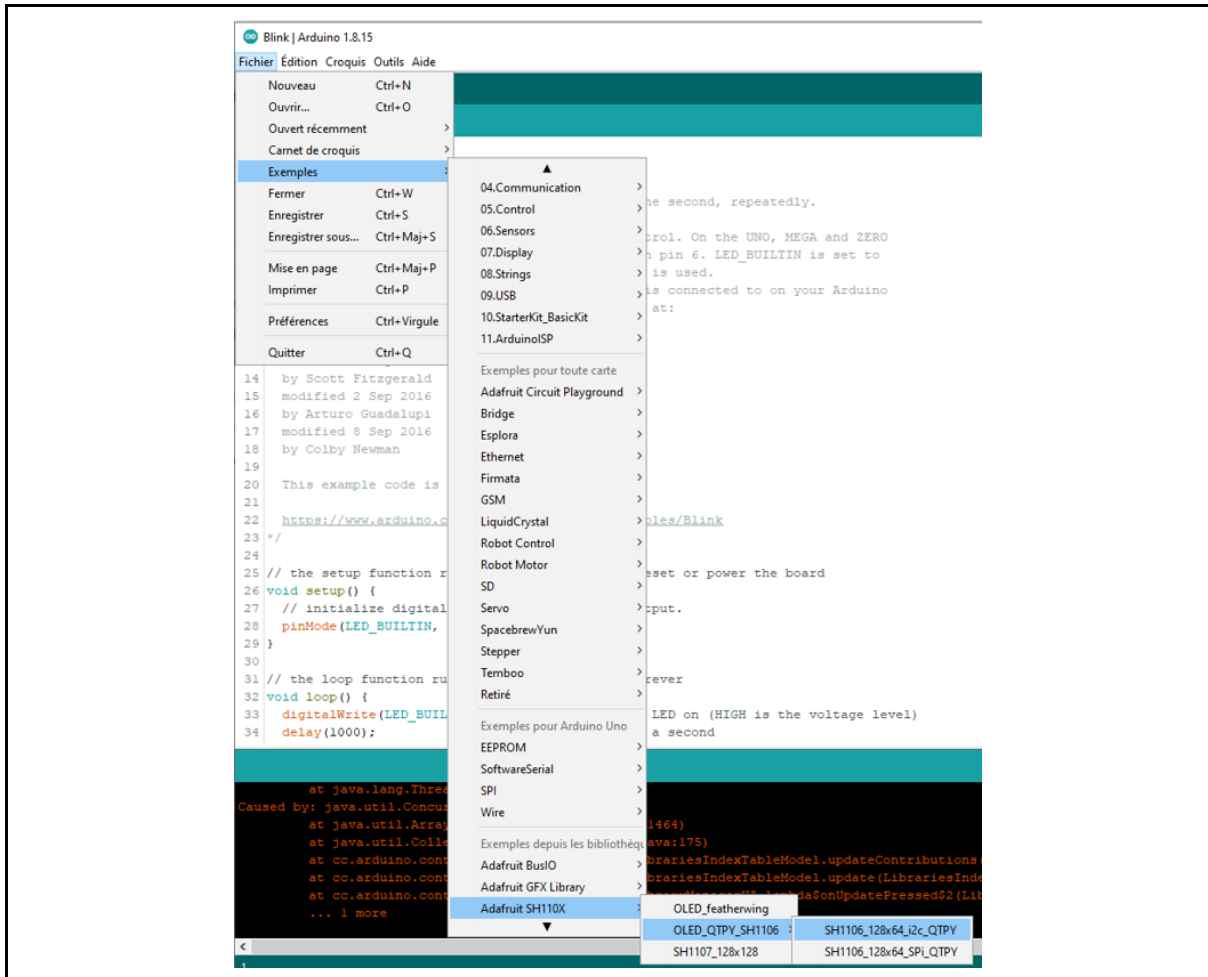 Blink | Arduino 1.8.15
Fichier Édition Croquis Outils Aide
Nouveau Ctrl+N
Ouvrir... Ctrl+O
Ouvert récemment
Carnet de croquis
Exemples
Fermer Ctrl+W
Enregistrer Ctrl+S
Enregistrer sous... Ctrl+Maj+S
Mise en page Ctrl+Maj+P
Imprimer Ctrl+P
Préférences Ctrl+Virgule
Quitter Ctrl+Q
04.Communication
05.Control
06.Sensors
07.Display
08.Strings
09.USB
10.StarterKit_BasicKit
11.ArduinoISP
Exemples pour toute carte
Adafruit Circuit Playground
Bridge
Esplora
Ethernet
Firmata
GSM
LiquidCrystal
Robot Control
Robot Motor
SD
Servo
SpacebrewYun
Stepper
Temboo
Retiré
Exemples pour Arduino Uno
EEPROM
SoftwareSerial
SPI
Wire
Exemples depuis les bibliothèqu
Adafruit BusIO
Adafruit GFX Library
Adafruit SH110X
OLED_featherwing
OLED_QTPY_SH1106
SH1107_128x128
SH1106_128x64_i2c_QTPY
SH1106_128x64_SPi_QTPY
he second, repeatedly.
trol. On the UNO, MEGA and ZERO
n pin 6. LED_BUILTIN is set to
is used.
is connected to on your Arduino
at:
14 by Scott Fitzgerald
15 modified 2 Sep 2016
16 by Arturo Guadalupi
17 modified 8 Sep 2016
18 by Colby Newman
19
20 This example code is
21
22 https://www.arduino.c ples/Blink
23 */
24
25 // the setup function r eset or power the board
26 void setup() {
27 // initialize digital tput.
28 pinMode(LED_BUILTIN,
29 }
30
31 // the loop function ru rever
32 void loop() {
33 digitalWrite(LED_BUIL LED on (HIGH is the voltage level)
34 delay(1000); a second
at java.lang.Threa
Caused by: java.util.Concur
at java.util.Array 1464)
at java.util.Colle ava:175)
at cc.arduino.cont brariesIndexTableModel.updateContributions(
at cc.arduino.cont brariesIndexTableModel.update(LibrariesInde
at cc.arduino.cont da$onUpdatePressed$2(Lib
... 1 more
1